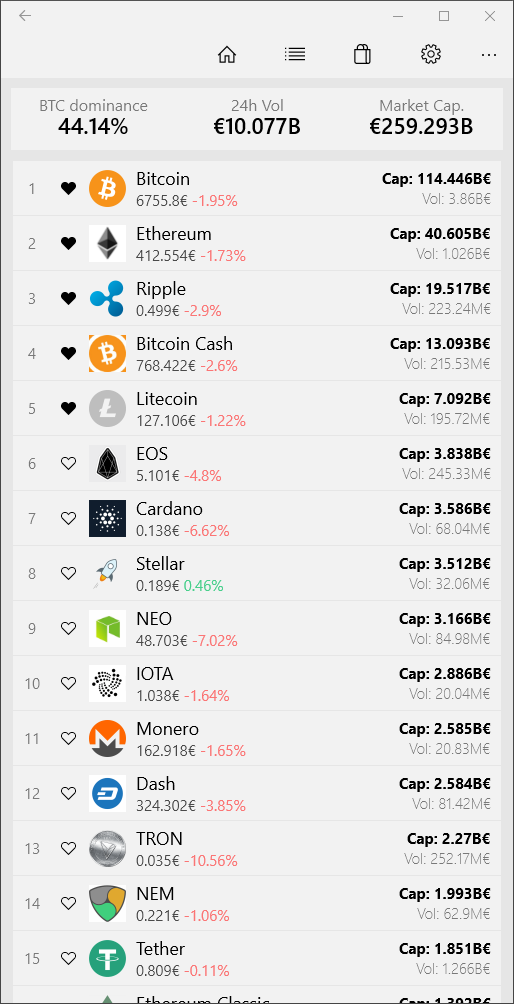 BTC dominance 24h Vol Market Cap.
44.14% €10.077B €259.293B
1 Bitcoin Cap: 114.446B€
6755.8€ -1.95% Vol: 3.86B€
2 Ethereum Cap: 40.605B€
412.554€ -1.73% Vol: 1.026B€
3 Ripple Cap: 19.517B€
0.499€ -2.9% Vol: 223.24M€
4 Bitcoin Cash Cap: 13.093B€
768.422€ -2.6% Vol: 215.53M€
5 Litecoin Cap: 7.092B€
127.106€ -1.22% Vol: 195.72M€
6 EOS Cap: 3.838B€
5.101€ -4.8% Vol: 245.33M€
7 Cardano Cap: 3.586B€
0.138€ -6.62% Vol: 68.04M€
8 Stellar Cap: 3.512B€
0.189€ 0.46% Vol: 32.06M€
9 NEO Cap: 3.166B€
48.703€ -7.02% Vol: 84.98M€
10 IOTA Cap: 2.886B€
1.038€ -1.64% Vol: 20.04M€
11 Monero Cap: 2.585B€
162.918€ -1.65% Vol: 20.83M€
12 Dash Cap: 2.584B€
324.302€ -3.85% Vol: 81.42M€
13 TRON Cap: 2.27B€
0.035€ -10.56% Vol: 252.17M€
14 NEM Cap: 1.993B€
0.221€ -1.06% Vol: 62.9M€
15 Tether Cap: 1.851B€
0.809€ -0.11% Vol: 1.266B€
Ethereum Classic Cap: 1.302B€